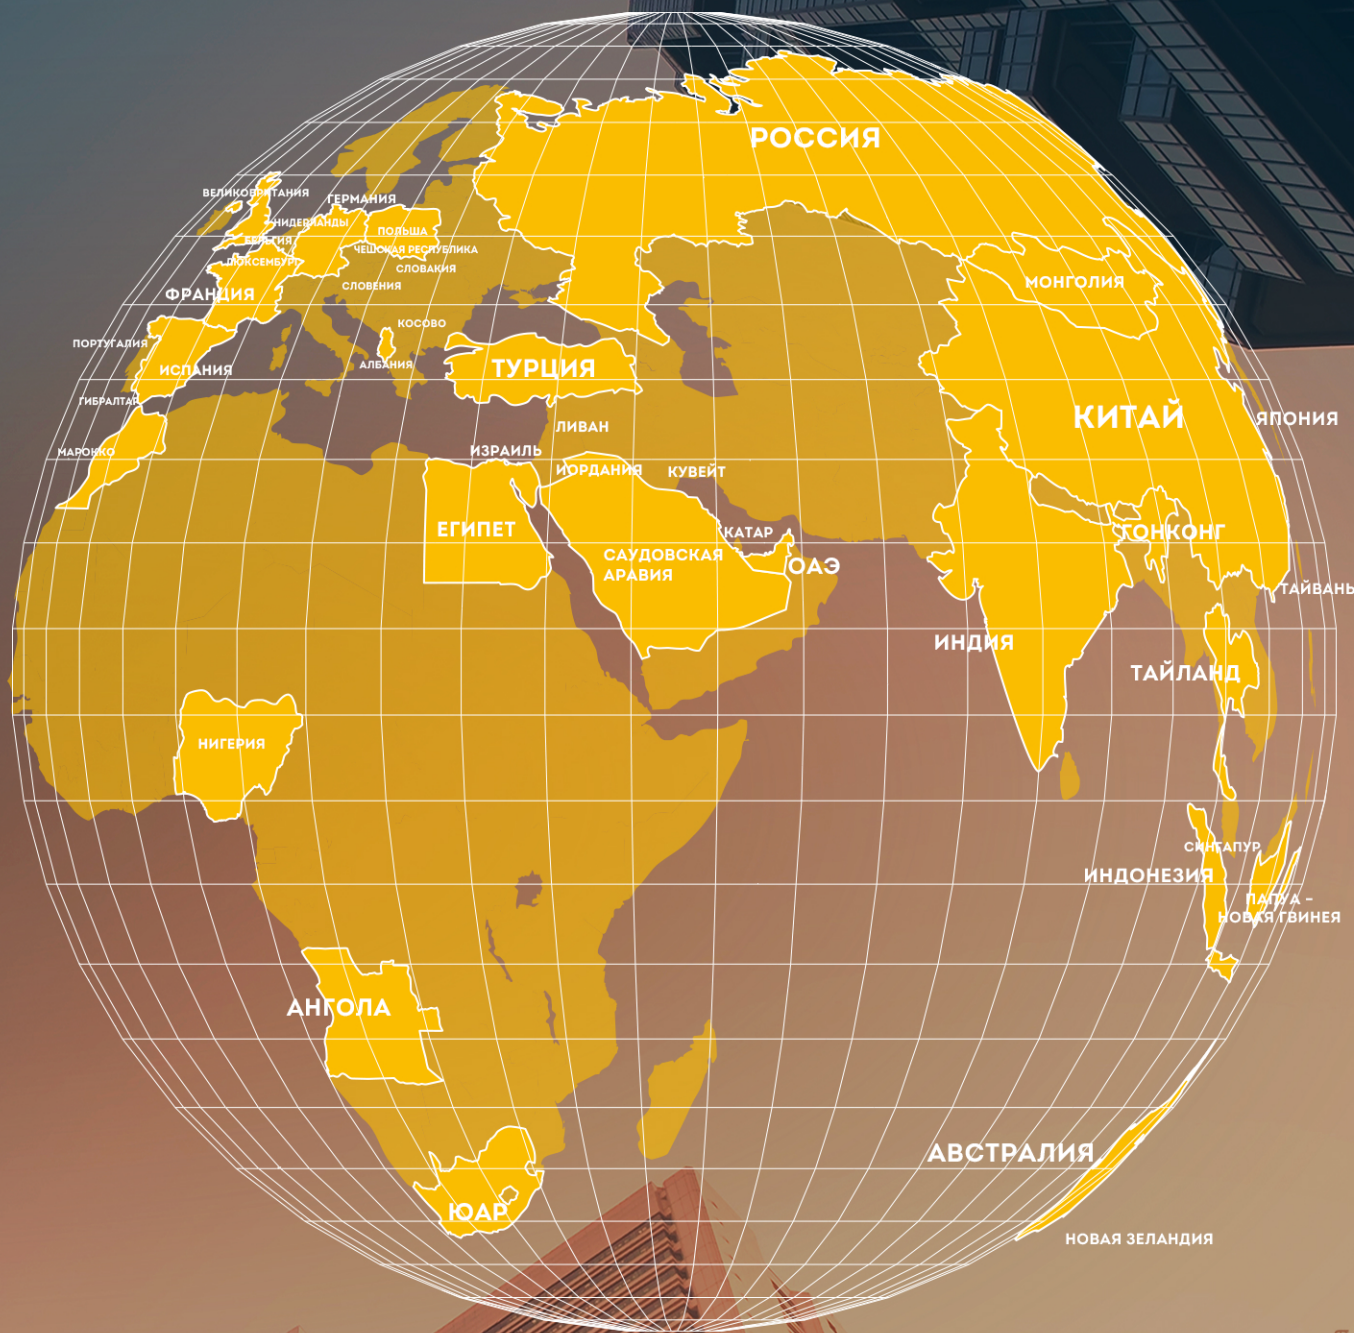 РОССИЯ
ВЕЛИКОБРИТАНИЯ
ГЕРМАНИЯ
НИДЕРЛАНДЫ
ПОЛЬША
БЕЛЬГИЯ
ЧЕШСКАЯ РЕСПУБЛИКА
ЛЮКСЕМБУРГ
СЛОВАКИЯ
МОНГОЛИЯ
СЛОВЕНИЯ
ФРАНЦИЯ
КОСОВО
ПОРТУГАЛИЯ
АЛБАНИЯ
ТУРЦИЯ
ИСПАНИЯ
ГИБРАЛТАР
КИТАЙ
ЯПОНИЯ
ЛИВАН
МАРОККО
ИЗРАИЛЬ
ИОРДАНИЯ
КУВЕЙТ
ЕГИПЕТ
КАТАР
ГОНКОНГ
САУДОВСКАЯ
АРАВИЯ
ОАЭ
ТАЙВАНЬ
ИНДИЯ
ТАЙЛАНД
НИГЕРИЯ
СИНГАПУР
ИНДОНЕЗИЯ
ПАПУА –
НОВАЯ ГВИНЕЯ
АНГОЛА
АВСТРАЛИЯ
ЮАР
НОВАЯ ЗЕЛАНДИЯ